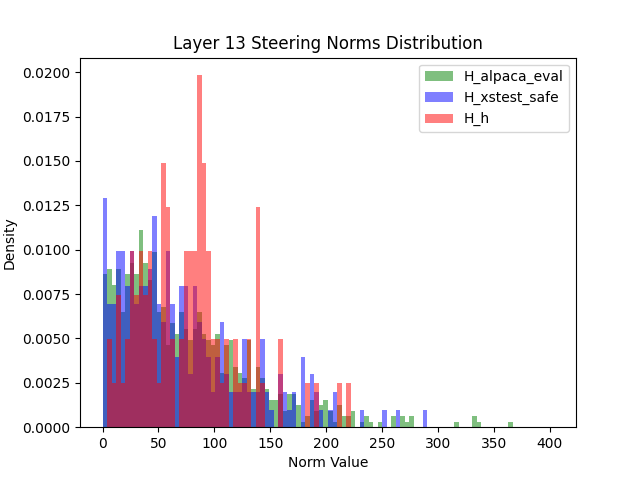 Layer 13 Steering Norms Distribution
H_alpaca_eval
H_xstest_safe
H_h
Density
0.0200
0.0175
0.0150
0.0125
0.0100
0.0075
0.0050
0.0025
0.0000
0 50 100 150 200 250 300 350 400
Norm Value